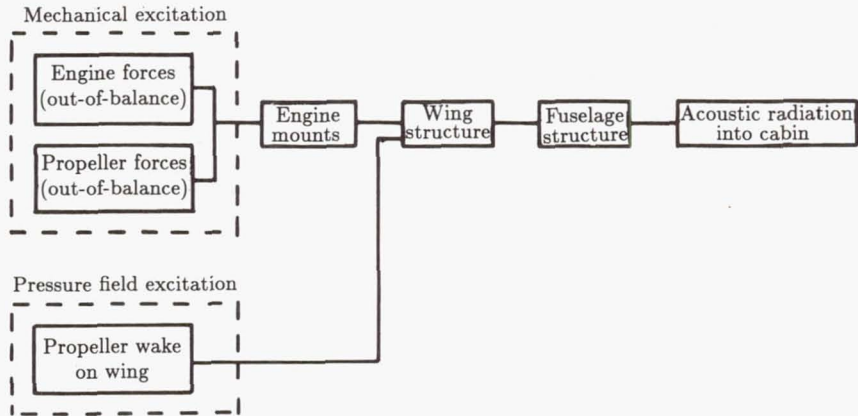 Mechanical excitation
Engine forces
(out-of-balance)
Propeller forces
(out-of-balance)
Engine
mounts
Wing
structure
Fuselage
structure
Acoustic radiation
into cabin
Pressure field excitation
Propeller wake
on wing